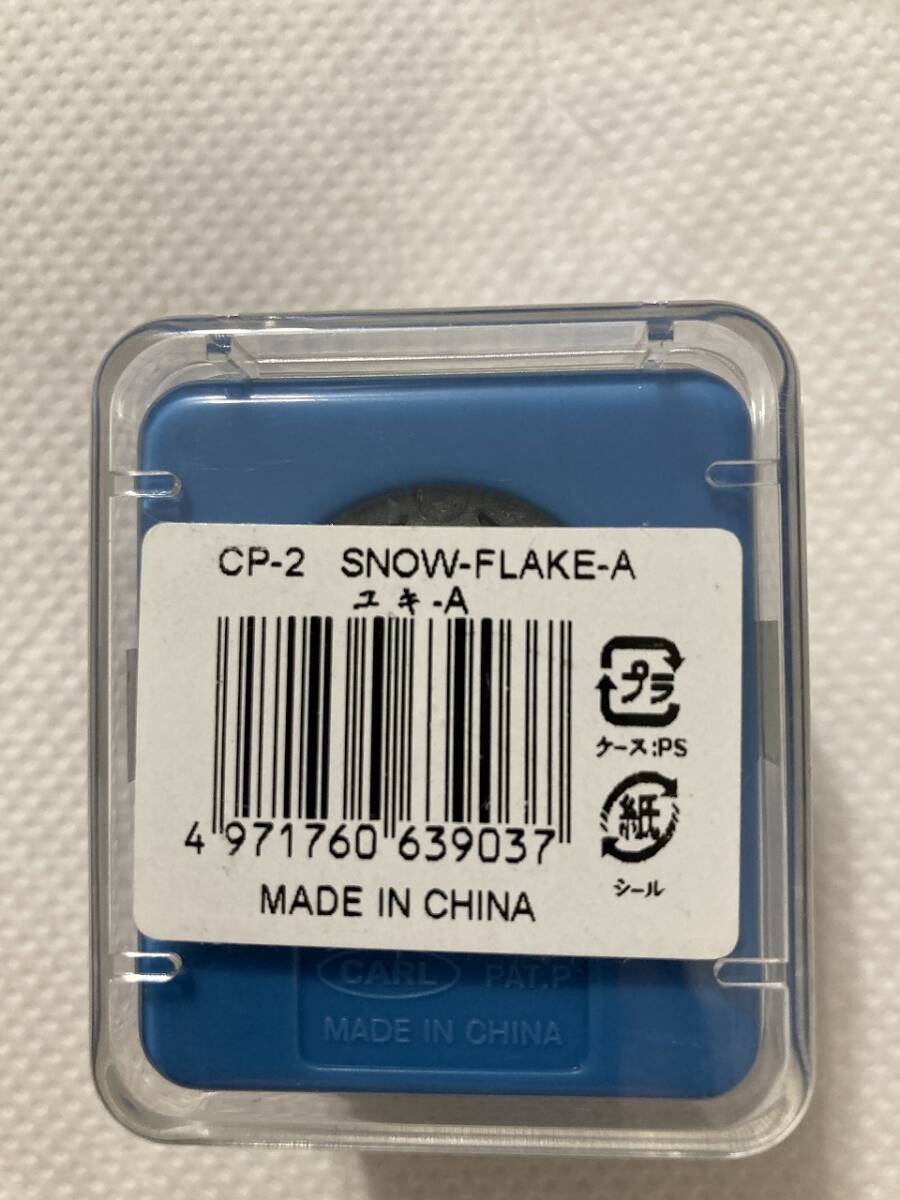 CP-2 SNOW-FLAKE-A
ユキ-A
プラ
ケース:PS
紙
シール
4 971760 639037
MADE IN CHINA
CARL
PAT.P
MADE IN CHINA